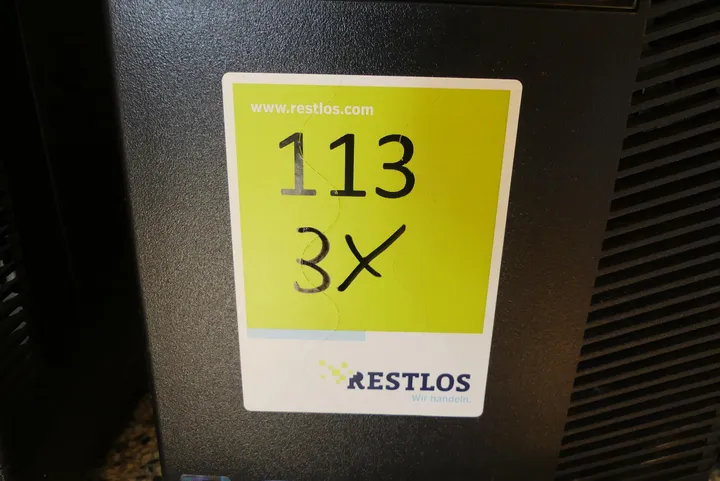 www.restlos.com
113
3X
RESTLOS
Wir handeln.